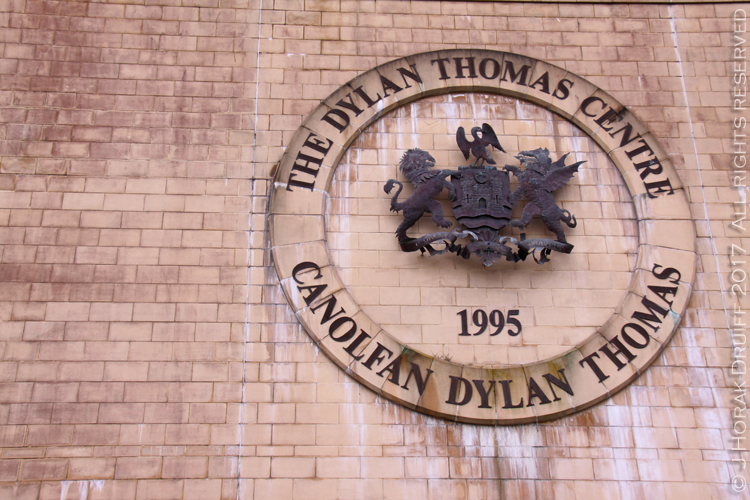 THE DYLAN THOMAS CENTRE
1995
CANOLFAN DYLAN THOMAS
© J HORAK DRUIFF 2017. ALL RIGHTS RESERVED